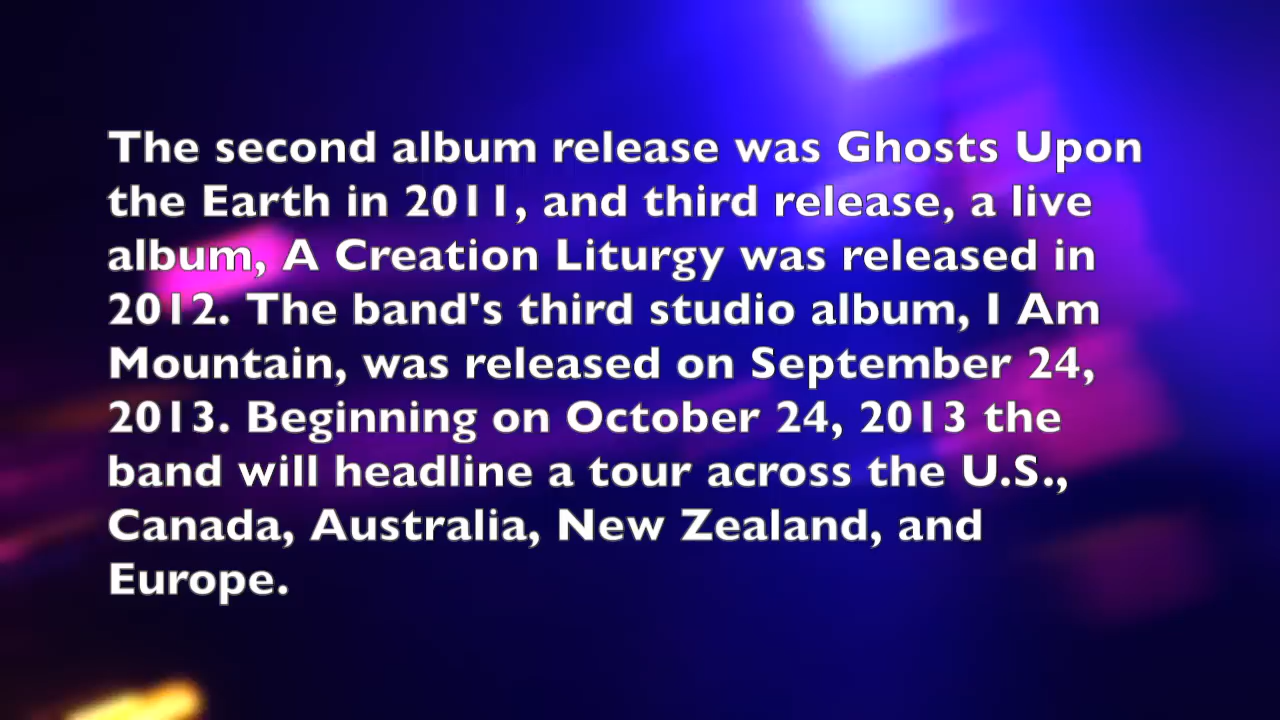 The second album release was Ghosts Upon
the Earth in 2011, and third release, a live
album, A Creation Liturgy was released in
2012. The band's third studio album, I Am
Mountain, was released on September 24,
2013. Beginning on October 24, 2013 the
band will headline a tour across the U.S.,
Canada, Australia, New Zealand, and
Europe.